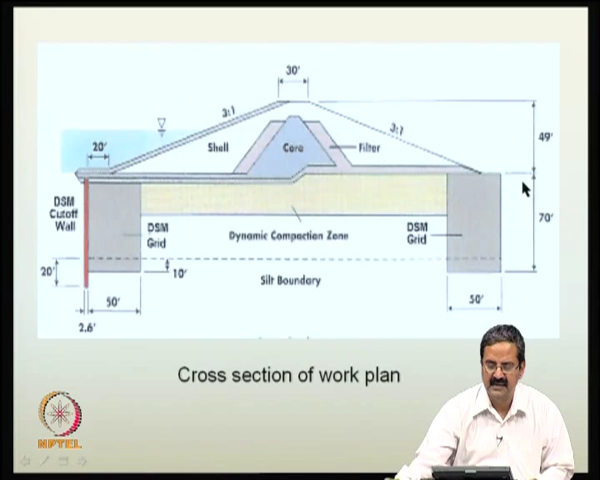 30'
3:1
3:1
49'
20'
Shell
Core
Filter
DSM
Cutoff
Wall
DSM
Grid
DSM
Grid
70'
Dynamic Compaction Zone
20'
10'
Silt Boundary
50'
50'
2.6'
Cross section of work plan
NPTEL